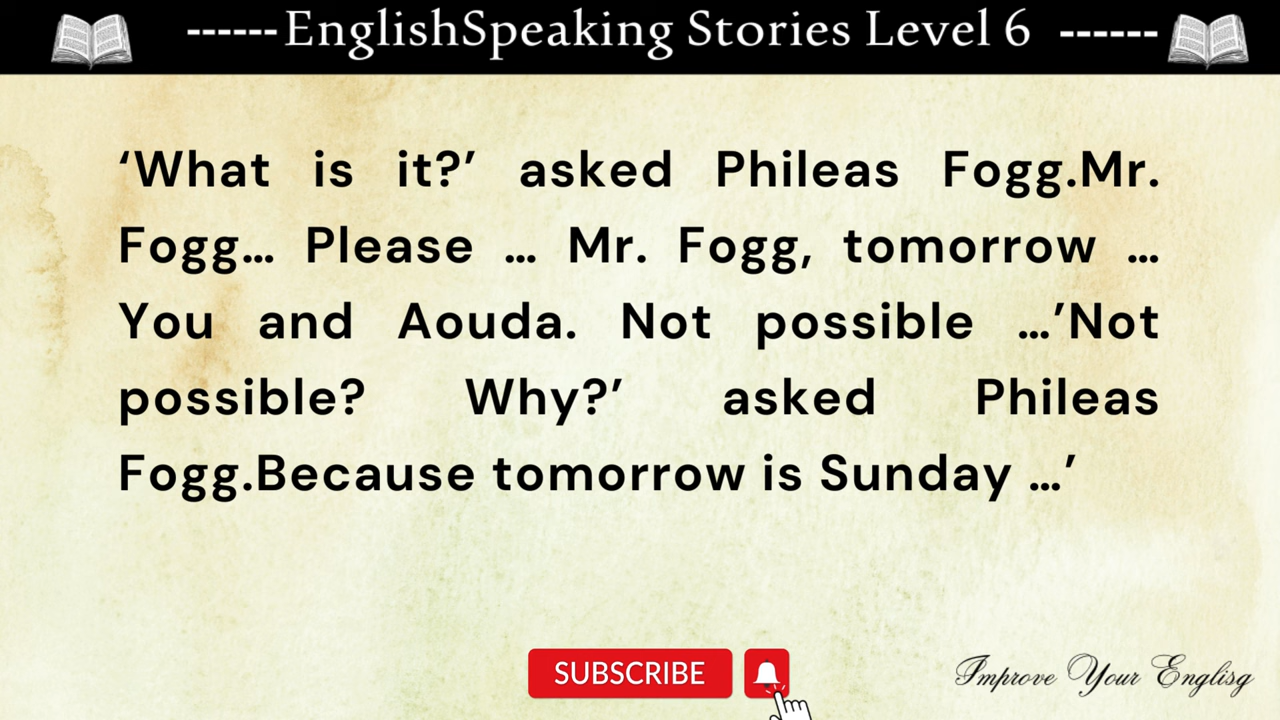 ------EnglishSpeaking Stories Level 6 ------
‘What is it?’ asked Phileas Fogg.Mr.
Fogg... Please ... Mr. Fogg, tomorrow ...
You and Aouda. Not possible ...’Not
possible? Why?’ asked Phileas
Fogg.Because tomorrow is Sunday ...’
SUBSCRIBE
Improve Your Englisg